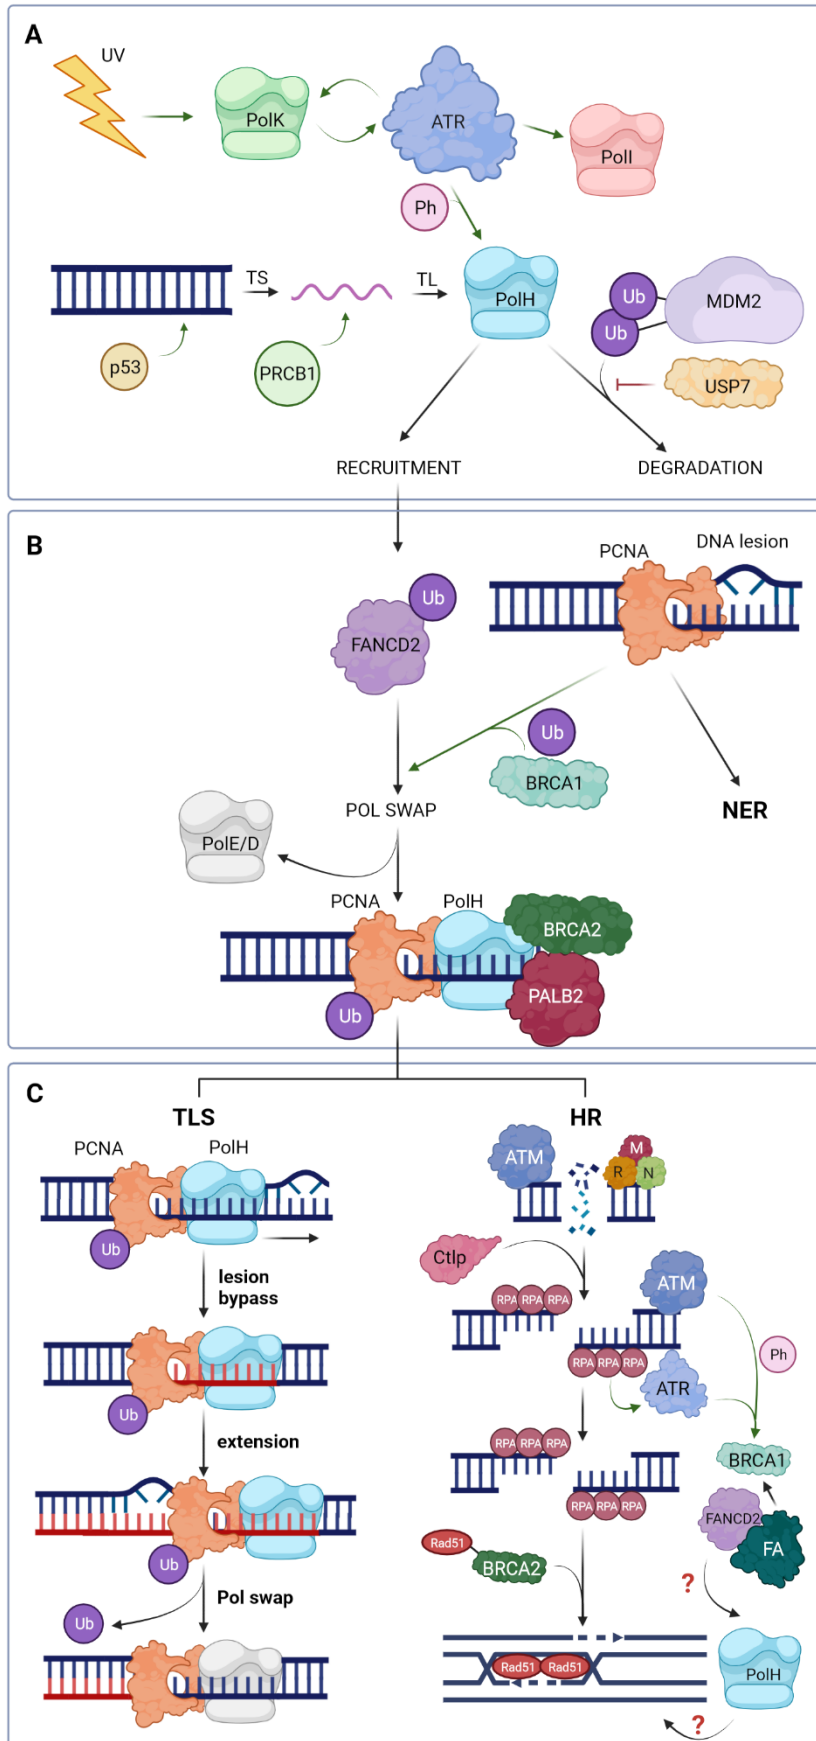 A
UV
PolK
ATR
PolI
Ph
TS
TL
PolH
Ub
Ub
MDM2
p53
PRCB1
USP7
RECRUITMENT
DEGRADATION
B
PCNA
DNA lesion
Ub
FANCD2
Ub
BRCA1
NER
POL SWAP
PolE/D
PCNA
PolH
BRCA2
PALB2
Ub
C
TLS
HR
PCNA
PolH
Ub
lesion
bypass
Ub
extension
Ub
Pol swap
Ub
ATM
M
R
N
CtIp
RPA RPA RPA
ATM
RPA RPA RPA
ATR
Ph
BRCA1
RPA RPA RPA
RPA RPA RPA
FANCD2
FA
Rad51
BRCA2
?
Rad51 Rad51
PolH
?